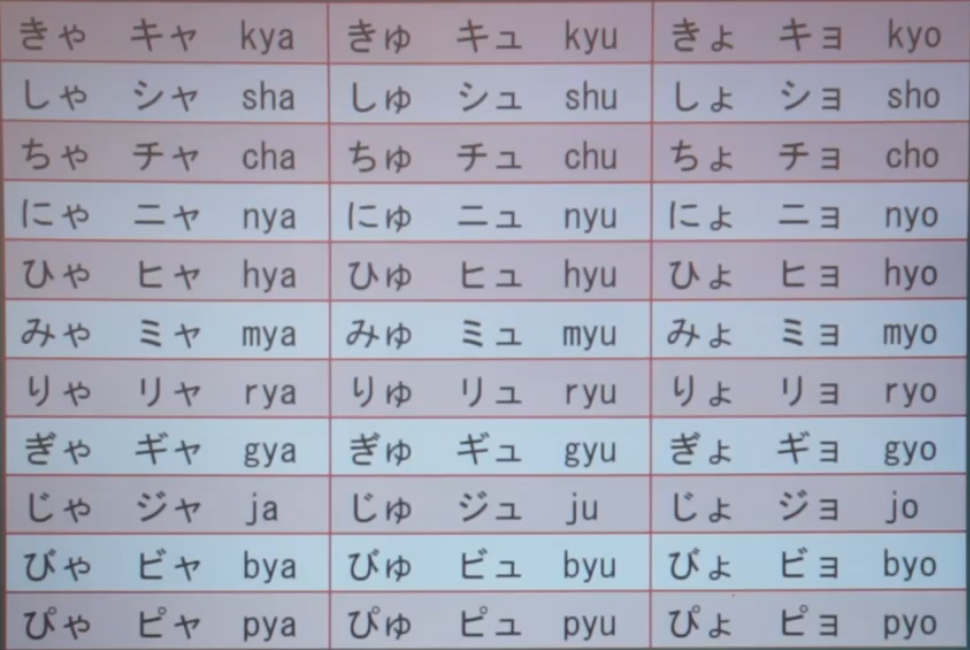 きゃ キャ kya きゅ キュ kyu きょ キョ kyo
しゃ シャ sha しゅ シュ shu しょ ショ sho
ちゃ チャ cha ちゅ チュ chu ちょ チョ cho
にゃ ニャ nya にゅ ニュ nyu にょ ニョ nyo
ひゃ ヒャ hya ひゅ ヒュ hyu ひょ ヒョ hyo
みゃ ミャ mya みゅ ミュ myu みょ ミョ myo
りゃ リャ rya りゅ リュ ryu りょ リョ ryo
ぎゃ ギャ gya ぎゅ ギュ gyu ぎょ ギョ gyo
じゃ ジャ ja じゅ ジュ ju じょ ジョ jo
びゃ ビャ bya びゅ ビュ byu びょ ビョ byo
ぴゃ ピャ pya ぴゅ ピュ pyu ぴょ ピョ pyo